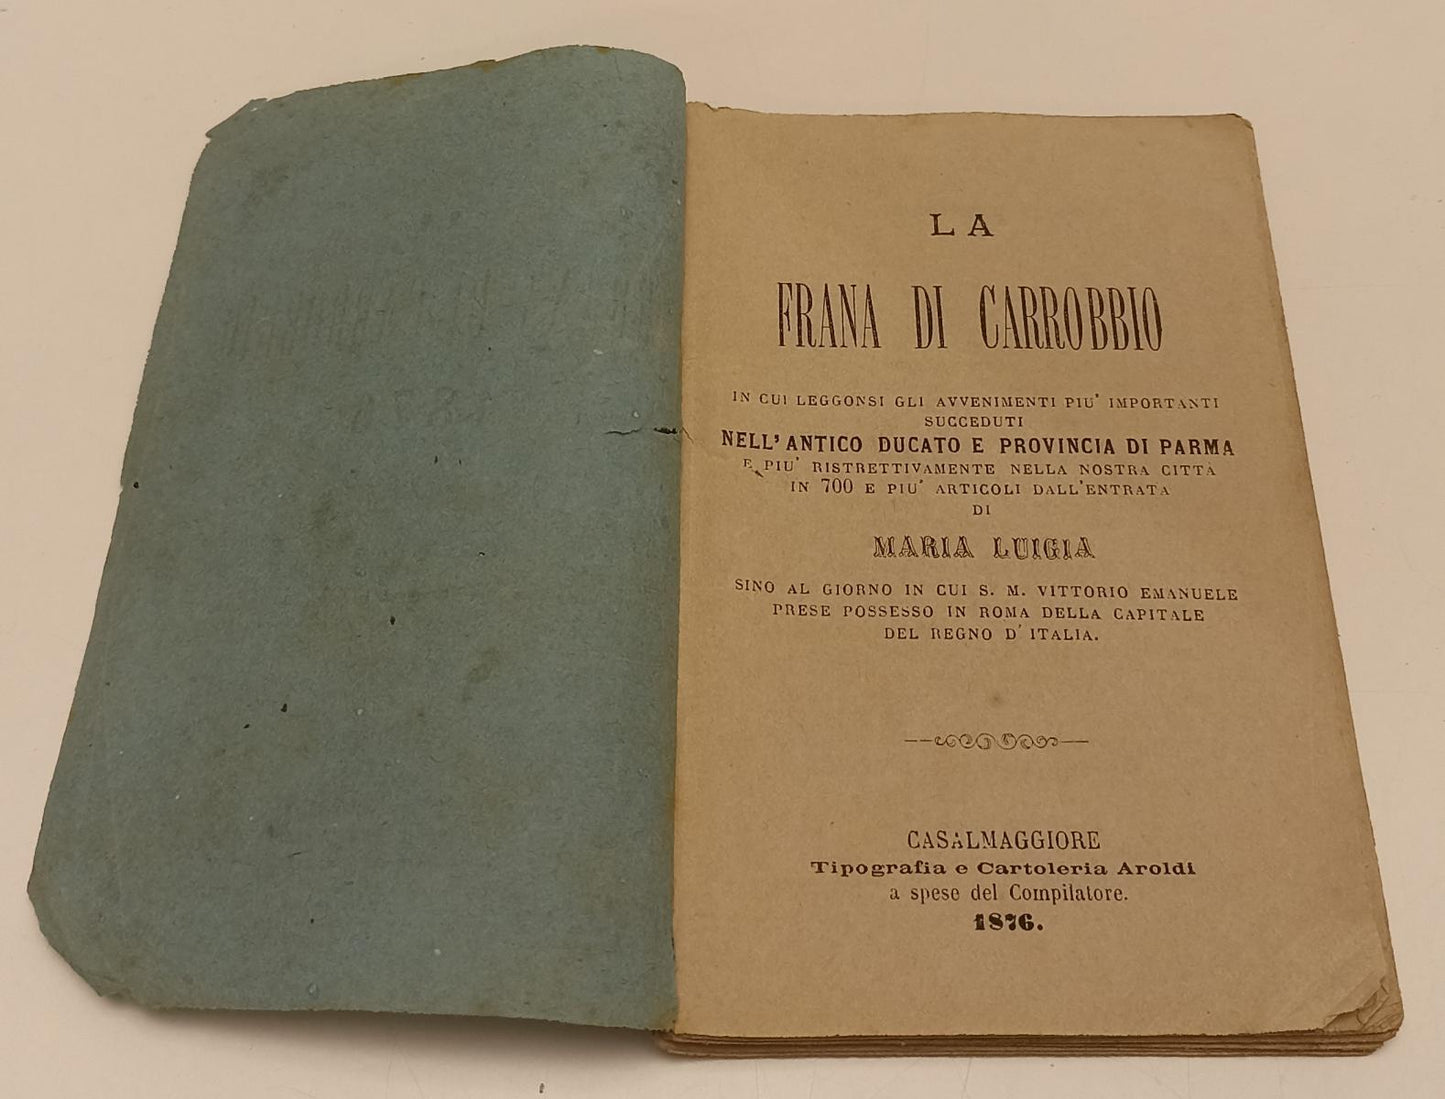 LA
FRANA DI CARROBBIO
IN CUI LEGGONSI GLI AVVENIMENTI PIU' IMPORTANTI
SUCCEDUTI
NELL'ANTICO DUCATO E PROVINCIA DI PARMA
E PIU' RISTRETTIVAMENTE NELLA NOSTRA CITTÀ
IN 700 E PIU' ARTICOLI DALL'ENTRATA
DI
MARIA LUIGIA
SINO AL GIORNO IN CUI S. M. VITTORIO EMANUELE
PRESE POSSESSO IN ROMA DELLA CAPITALE
DEL REGNO D'ITALIA.
CASALMAGGIORE
Tipografia e Cartoleria Aroldi
a spese del Compilatore.
1876.